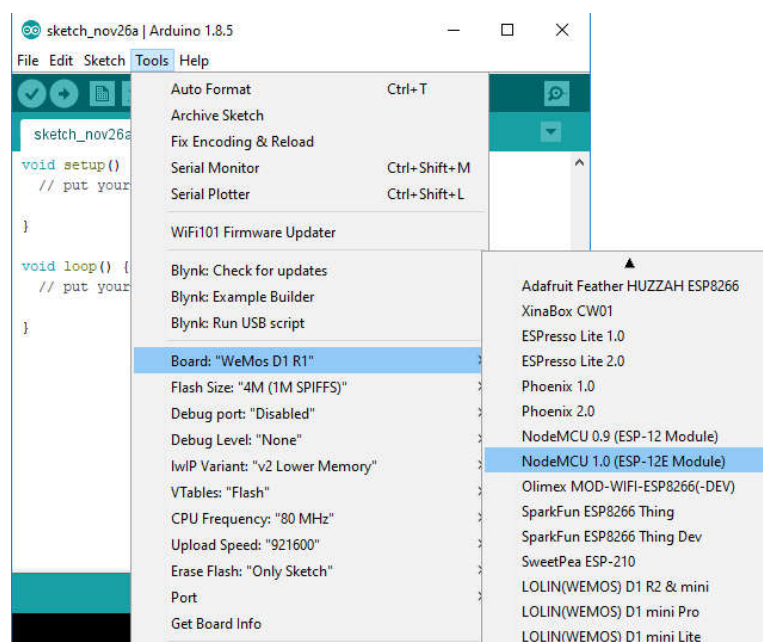 sketch_nov26a | Arduino 1.8.5
File Edit Sketch Tools Help
sketch_nov26a
void setup()
// put your
}
void loop() {
// put your
}
Auto Format Ctrl+T
Archive Sketch
Fix Encoding & Reload
Serial Monitor Ctrl+Shift+M
Serial Plotter Ctrl+Shift+L
WiFi101 Firmware Updater
Blynk: Check for updates
Blynk: Example Builder
Blynk: Run USB script
Board: "WeMos D1 R1"
Flash Size: "4M (1M SPIFFS)"
Debug port: "Disabled"
Debug Level: "None"
lwIP Variant: "v2 Lower Memory"
VTables: "Flash"
CPU Frequency: "80 MHz"
Upload Speed: "921600"
Erase Flash: "Only Sketch"
Port
Get Board Info
Adafruit Feather HUZZAH ESP8266
XinaBox CW01
ESPresso Lite 1.0
ESPresso Lite 2.0
Phoenix 1.0
Phoenix 2.0
NodeMCU 0.9 (ESP-12 Module)
NodeMCU 1.0 (ESP-12E Module)
Olimex MOD-WIFI-ESP8266(-DEV)
SparkFun ESP8266 Thing
SparkFun ESP8266 Thing Dev
SweetPea ESP-210
LOLIN(WEMOS) D1 R2 & mini
LOLIN(WEMOS) D1 mini Pro
LOLIN(WEMOS) D1 mini Lite